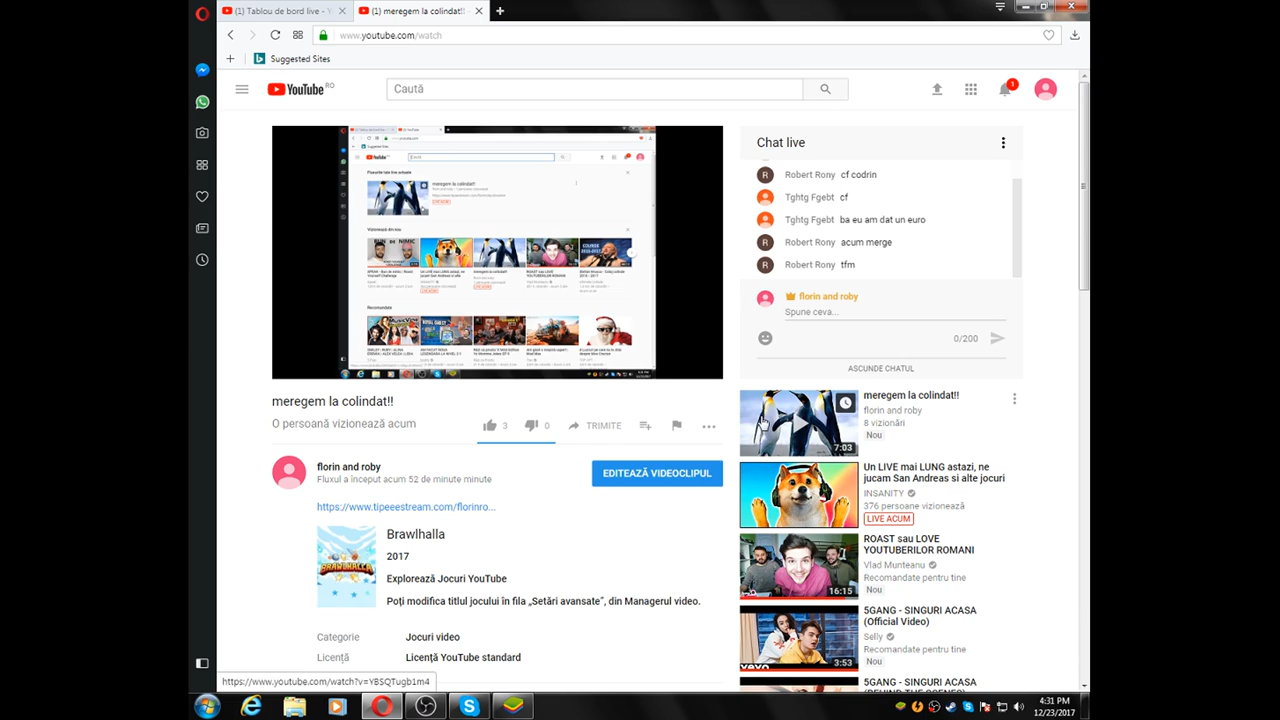 (1) Tablou de bord live - Y
(1) meregem la colindat!! -
www.youtube.com/watch
Suggested Sites
YouTube RO
Caută
1
meregem la colindat!!
O persoană vizionează acum
3
0
TRIMITE
florin and roby
Fluxul a început acum 52 de minute minute
EDITEAZĂ VIDEOCLIPUL
https://www.tipeeestream.com/florinro...
BRAWLHALLA
Brawlhalla
2017
Explorează Jocuri YouTube
Poți modifica titlul jocului în fila „Setări avansate”, din Managerul video.
Categorie Jocuri video
Licență Licență YouTube standard
Chat live
Robert Rony cf codrin
Tghtg Fgebt cf
Tghtg Fgebt ba eu am dat un euro
Robert Rony acum merge
Robert Rony tfm
florin and roby
Spune ceva...
0/200
ASCUNDE CHATUL
meregem la colindat!!
florin and roby
8 vizionări
Nou
7:03
Un LIVE mai LUNG astazi, ne
jucam San Andreas si alte jocuri
INSANITY
376 persoane vizionează
LIVE ACUM
ROAST sau LOVE
YOUTUBERILOR ROMANI
Vlad Munteanu
Recomandate pentru tine
Nou
16:15
5GANG - SINGURI ACASA
(Official Video)
Selly
Recomandate pentru tine
Nou
vevo
3:53
5GANG - SINGURI ACASA
(BEHIND THE SCENES)
https://www.youtube.com/watch?v=YBSQTugb1m4
4:31 PM
12/23/2017